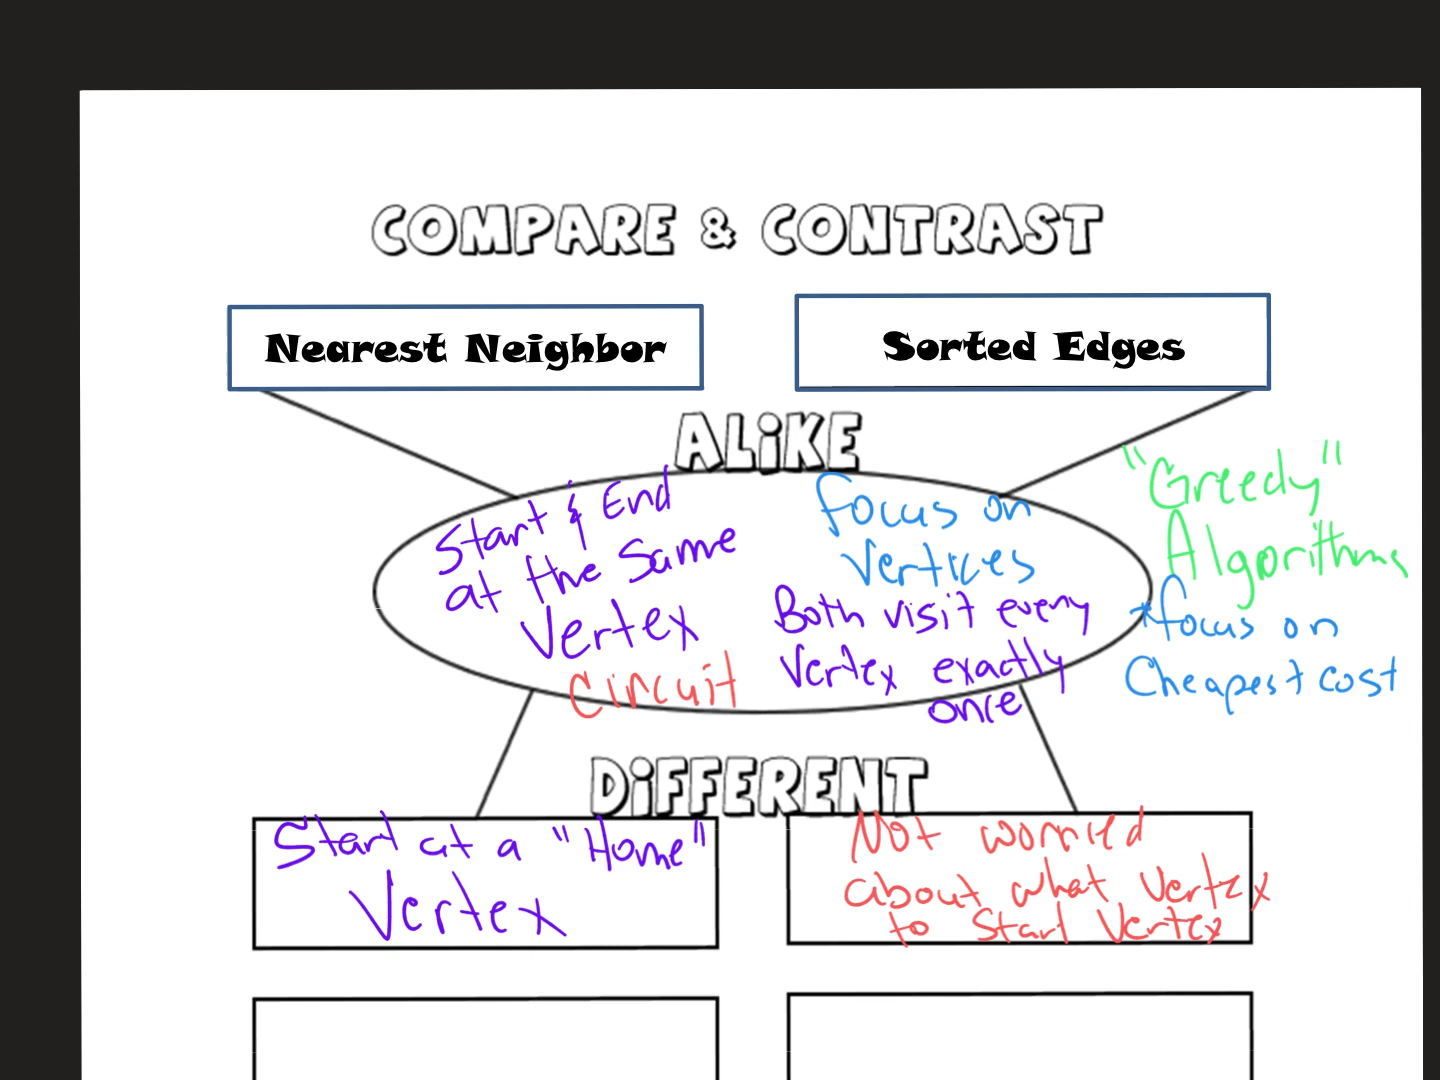 COMPARE & CONTRAST
Nearest Neighbor
Sorted Edges
ALiKE
Start & End
at the Same
Vertex
Circuit
focus on
Vertices
Both visit every
Vertex exactly
once
"Greedy"
Algorithms
*focus on
Cheapest cost
DiFFERENT
Start at a "Home"
Vertex
Not worried
about what Vertex
to Start Vertex